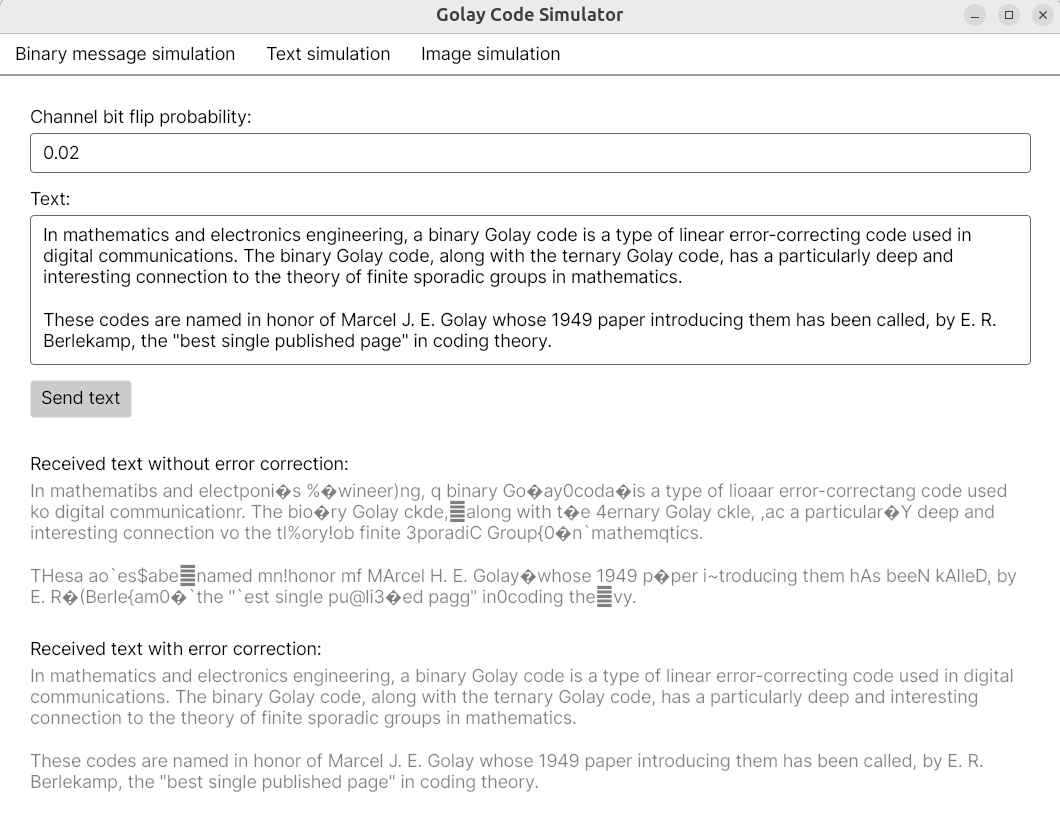 Golay Code Simulator
Binary message simulation Text simulation Image simulation
Channel bit flip probability:
0.02
Text:
In mathematics and electronics engineering, a binary Golay code is a type of linear error-correcting code used in
digital communications. The binary Golay code, along with the ternary Golay code, has a particularly deep and
interesting connection to the theory of finite sporadic groups in mathematics.
These codes are named in honor of Marcel J. E. Golay whose 1949 paper introducing them has been called, by E. R.
Berlekamp, the "best single published page" in coding theory.
Send text
Received text without error correction:
In mathematibs and electponi�s %�wineer)ng, q binary Go�ay0coda�is a type of lioaar error-correctang code used
ko digital communicationr. The bio�ry Golay ckde,䷀along with t�e 4ernary Golay ckle, ,ac a particular�Y deep and
interesting connection vo the tl%ory!ob finite 3poradiC Group{0�n`mathemqtics.
THesa ao`es$abe䷀named mn!honor mf MArcel H. E. Golay�whose 1949 p�per i~troducing them hAs beeN kAlleD, by
E. R�(Berle{am0�`the "`est single pu@li3�ed pagg" in0coding the䷀vy.
Received text with error correction:
In mathematics and electronics engineering, a binary Golay code is a type of linear error-correcting code used in digital
communications. The binary Golay code, along with the ternary Golay code, has a particularly deep and interesting
connection to the theory of finite sporadic groups in mathematics.
These codes are named in honor of Marcel J. E. Golay whose 1949 paper introducing them has been called, by E. R.
Berlekamp, the "best single published page" in coding theory.